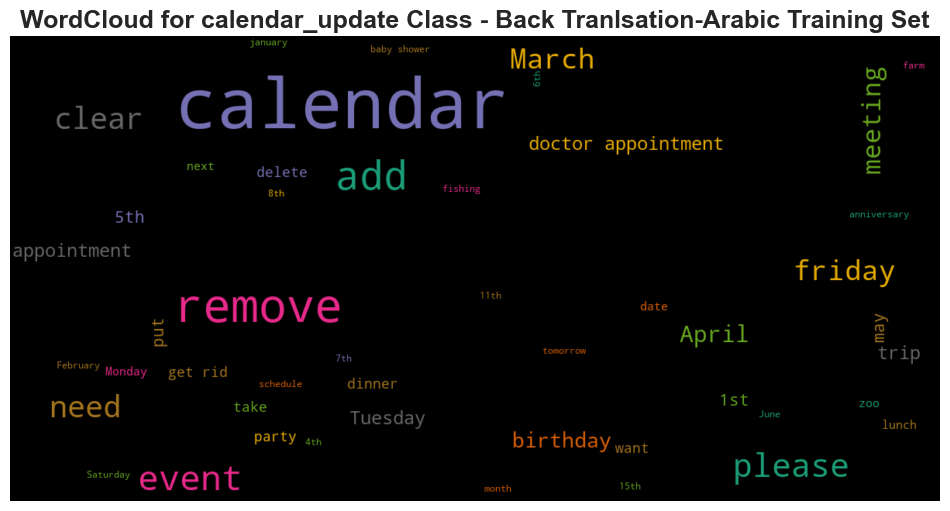 WordCloud for calendar_update Class - Back Tranlsation-Arabic Training Set
january
baby shower
March
farm
6th
meeting
calendar
clear
doctor appointment
next
delete
add
8th
fishing
5th
anniversary
appointment
friday
remove
11th
date
put
April
may
tomorrow
trip
7th
February
Monday
get rid
schedule
dinner
need
take
Tuesday
1st
June
zoo
lunch
party
4th
birthday
want
please
Saturday
event
month
15th